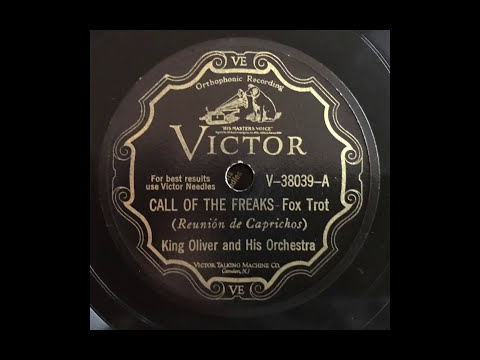 VE
Orthophonic Recording
"HIS MASTER'S VOICE"
VICTOR
For best results
use Victor Needles
V-38039-A
CALL OF THE FREAKS-Fox Trot
(Reunión de Caprichos)
King Oliver and His Orchestra
VICTOR TALKING MACHINE CO.
Camden, N.J.
VE